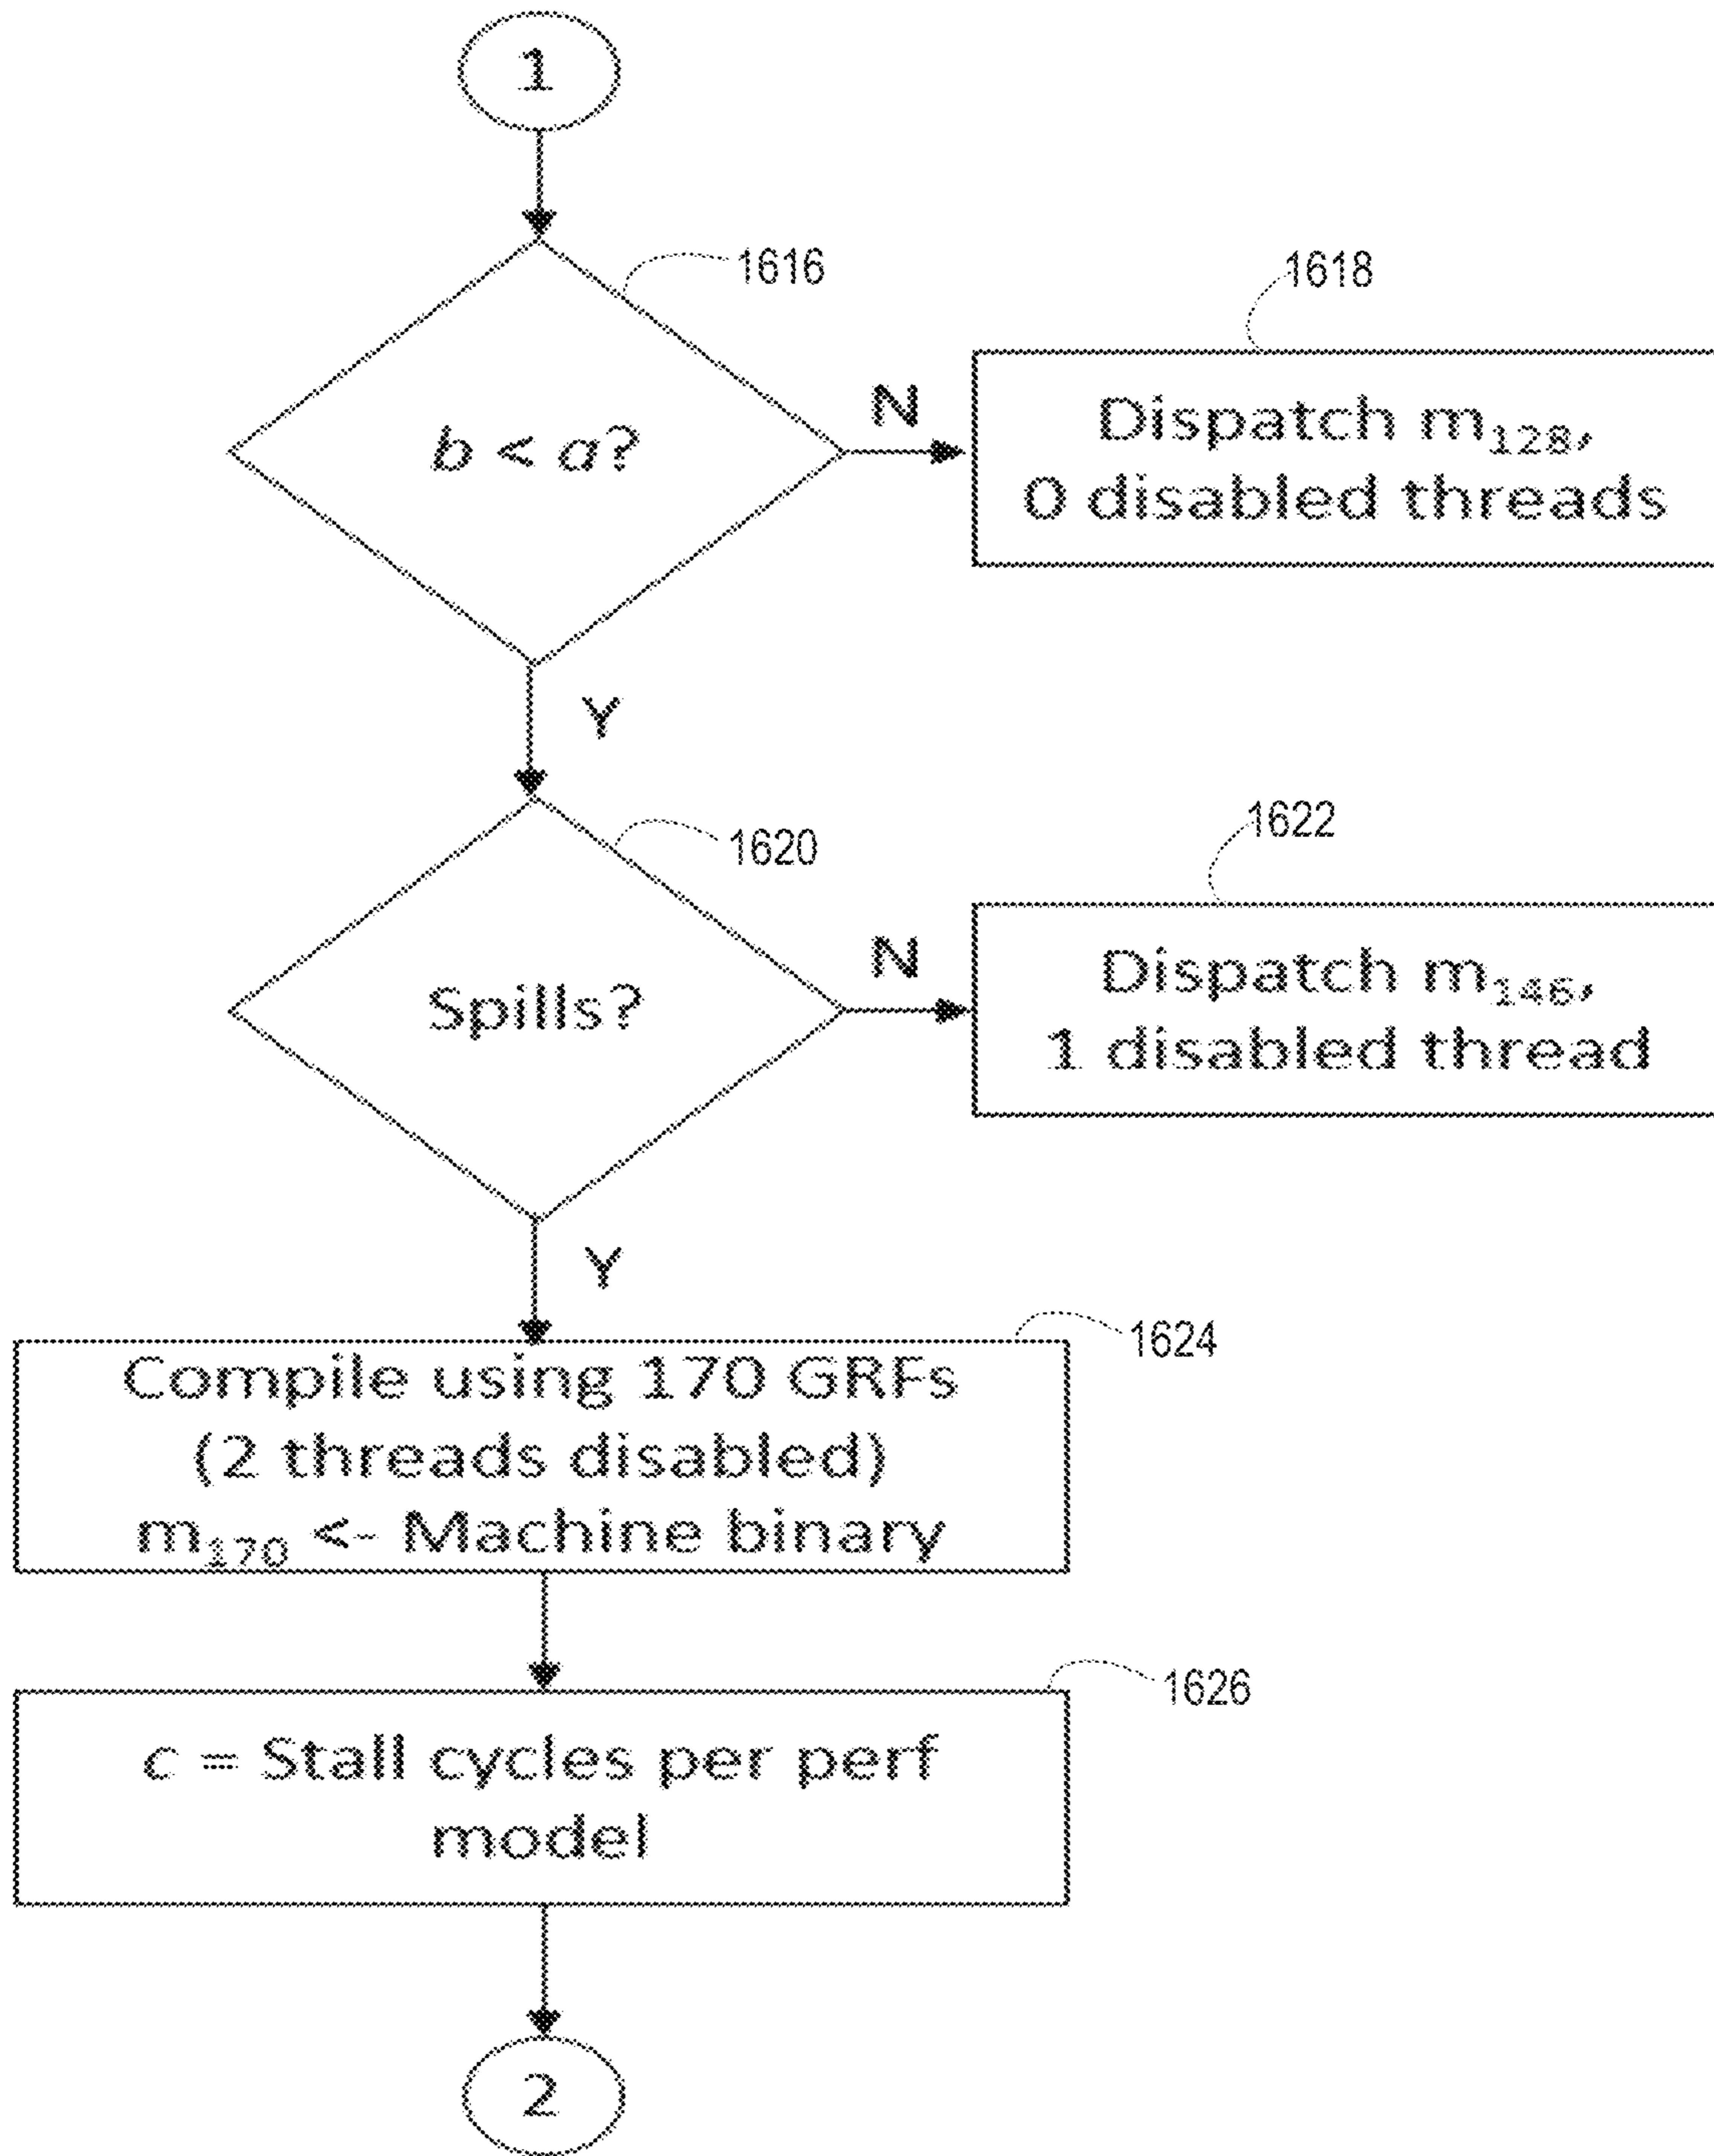 1
1616
b < a?
N
1618
Dispatch m₁₂₈,
0 disabled threads
Y
1620
Spills?
N
1622
Dispatch m₁₄₆,
1 disabled thread
Y
1624
Compile using 170 GRFs
(2 threads disabled)
m₁₇₀ <- Machine binary
1626
c = Stall cycles per perf
model
2